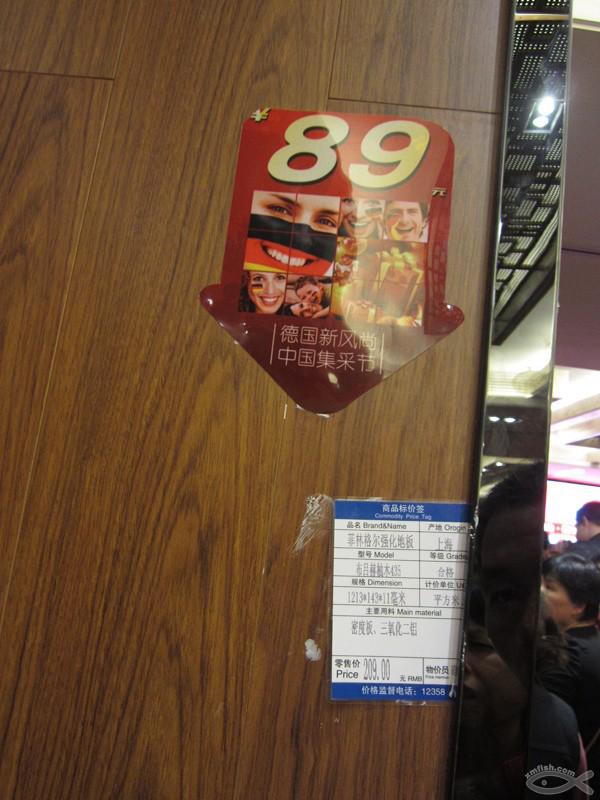 ¥ 89 元
德国新风尚
中国集采节
商品标价签
Commodity Price Tag
品名 Brand&Name 产地 Orogin
菲林格尔强化地板 上海
型号 Model 等级 Grade
布吕赫柚木435 合格
规格 Dimension 计价单位 U
1213*143*11毫米 平方米
主要用料 Main material
密度板、三氧化二铝
零售价 Price 209.00 元 RMB 物价员
价格监督电话：12358
xmfish.com